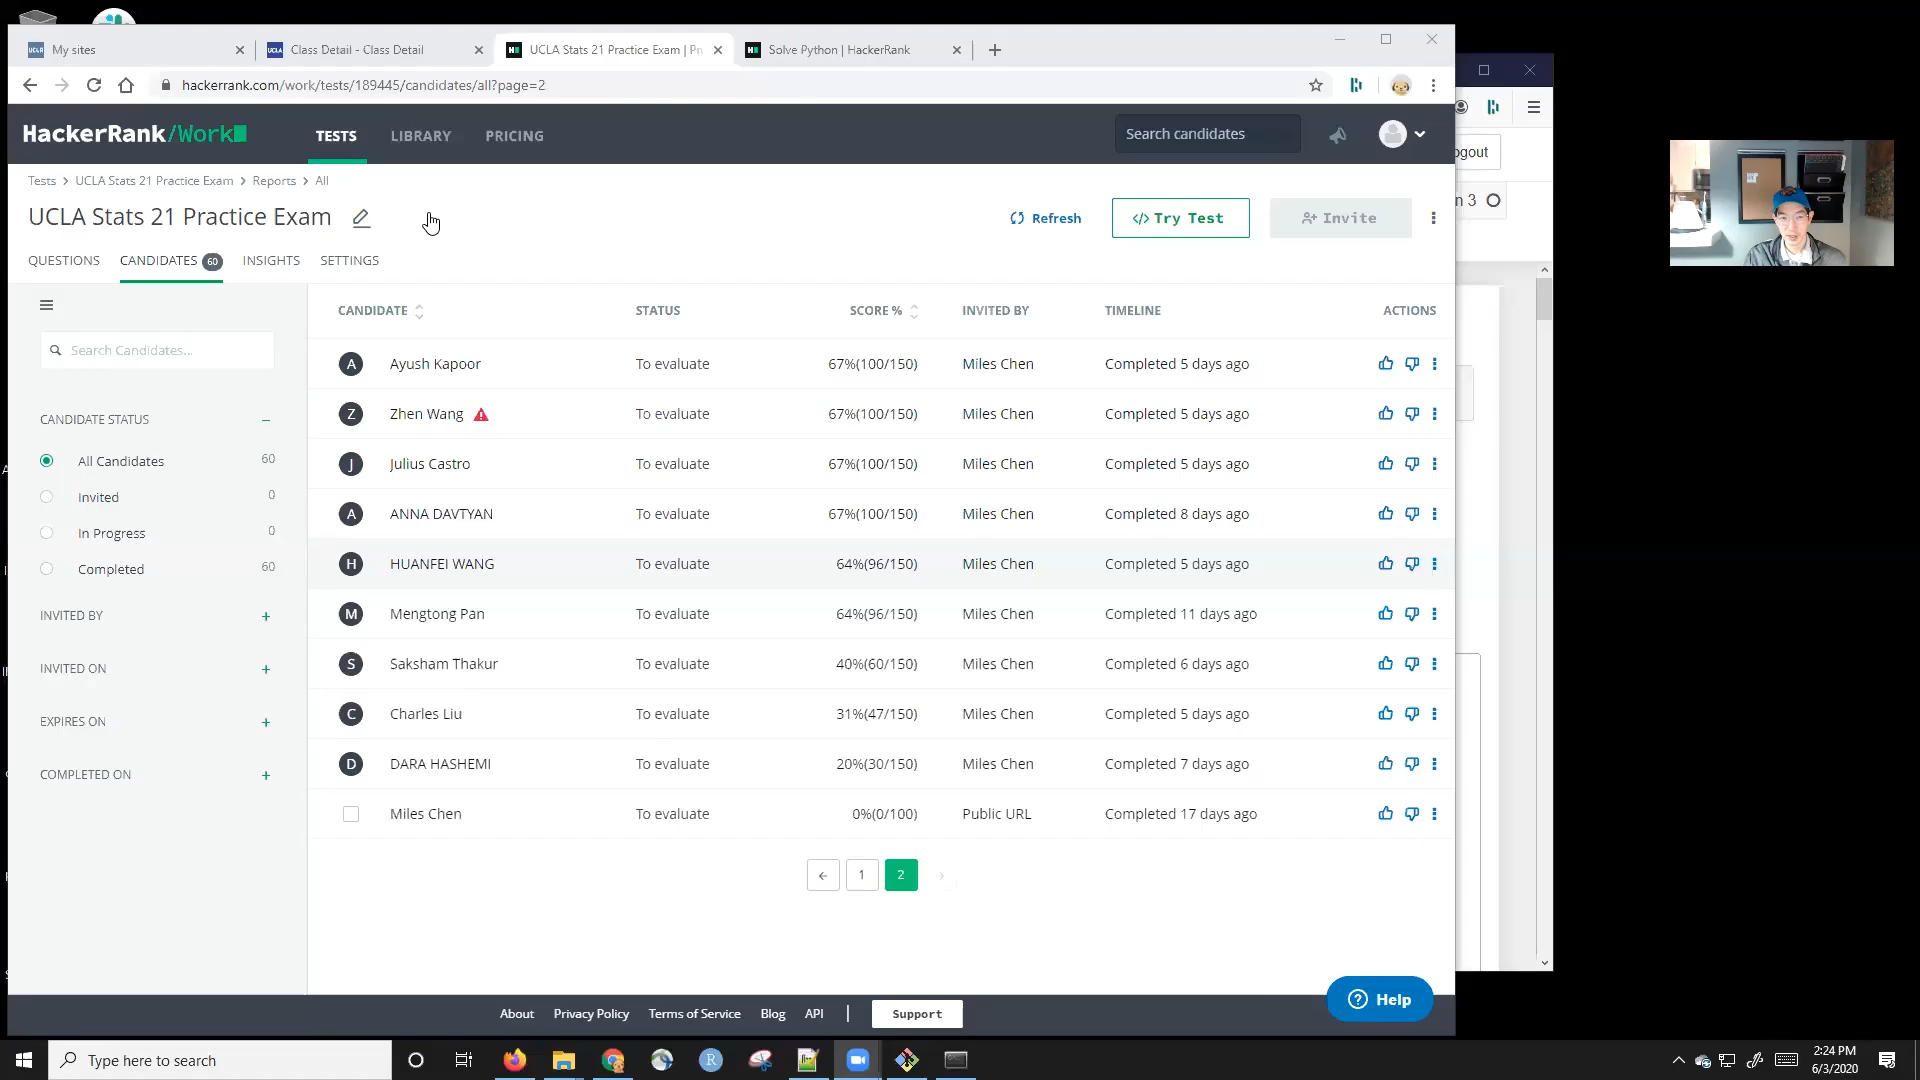 My sites
Class Detail - Class Detail
UCLA Stats 21 Practice Exam | Pr
Solve Python | HackerRank
hackerrank.com/work/tests/189445/candidates/all?page=2
HackerRank/Work
TESTS
LIBRARY
PRICING
Search candidates
ogout
Tests > UCLA Stats 21 Practice Exam > Reports > All
n 3
UCLA Stats 21 Practice Exam
Refresh
</> Try Test
Invite
QUESTIONS
CANDIDATES 60
INSIGHTS
SETTINGS
CANDIDATE
STATUS
SCORE %
INVITED BY
TIMELINE
ACTIONS
Search Candidates...
CANDIDATE STATUS
All Candidates 60
Invited 0
In Progress 0
Completed 60
INVITED BY +
INVITED ON +
EXPIRES ON +
COMPLETED ON +
A Ayush Kapoor To evaluate 67%(100/150) Miles Chen Completed 5 days ago
Z Zhen Wang To evaluate 67%(100/150) Miles Chen Completed 5 days ago
J Julius Castro To evaluate 67%(100/150) Miles Chen Completed 5 days ago
A ANNA DAVTYAN To evaluate 67%(100/150) Miles Chen Completed 8 days ago
H HUANFEI WANG To evaluate 64%(96/150) Miles Chen Completed 5 days ago
M Mengtong Pan To evaluate 64%(96/150) Miles Chen Completed 11 days ago
S Saksham Thakur To evaluate 40%(60/150) Miles Chen Completed 6 days ago
C Charles Liu To evaluate 31%(47/150) Miles Chen Completed 5 days ago
D DARA HASHEMI To evaluate 20%(30/150) Miles Chen Completed 7 days ago
Miles Chen To evaluate 0%(0/100) Public URL Completed 17 days ago
1
2
Help
About
Privacy Policy
Terms of Service
Blog
API
Support
Type here to search
2:24 PM
6/3/2020